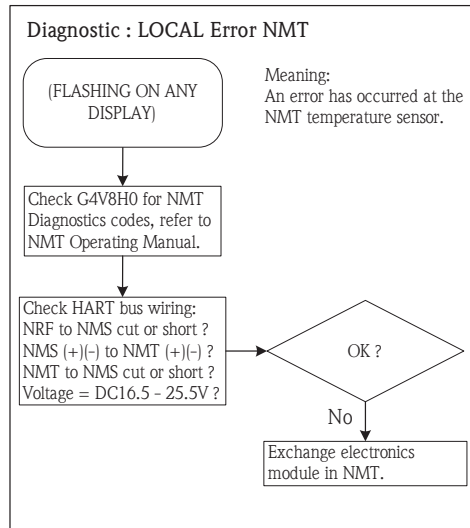 Diagnostic : LOCAL Error NMT
(FLASHING ON ANY
DISPLAY)
Meaning:
An error has occurred at the
NMT temperature sensor.
Check G4V8H0 for NMT
Diagnostics codes, refer to
NMT Operating Manual.
Check HART bus wiring:
NRF to NMS cut or short ?
NMS (+)(-) to NMT (+)(-) ?
NMT to NMS cut or short ?
Voltage = DC16.5 - 25.5V ?
OK ?
No
Exchange electronics
module in NMT.